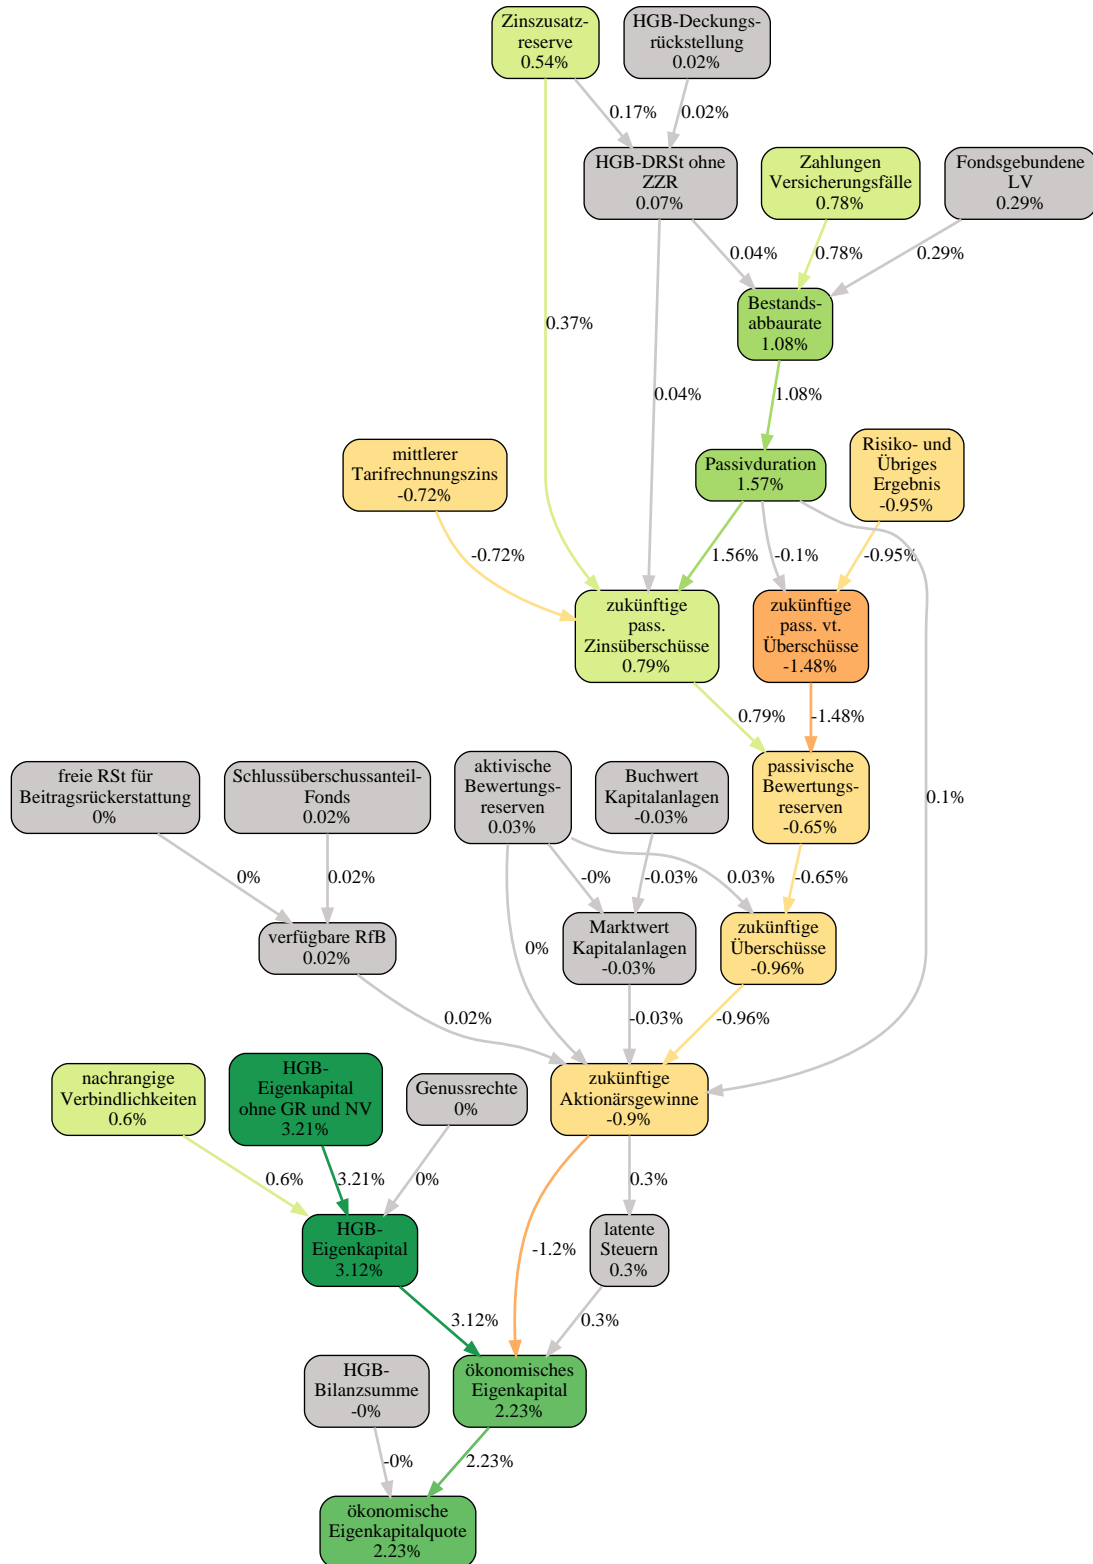 Zinszusatz-
reserve
0.54%
HGB-Deckungs-
rückstellung
0.02%
0.17%
0.02%
HGB-DRSt ohne
ZZR
0.07%
Zahlungen
Versicherungsfälle
0.78%
Fondsgebundene
LV
0.29%
0.04%
0.78%
0.29%
Bestands-
abbaurate
1.08%
0.37%
0.04%
1.08%
mittlerer
Tarifrechnungszins
-0.72%
Passivduration
1.57%
Risiko- und
Übriges
Ergebnis
-0.95%
-0.72%
1.56%
-0.1%
-0.95%
zukünftige
pass.
Zinsüberschüsse
0.79%
zukünftige
pass. vt.
Überschüsse
-1.48%
0.79%
-1.48%
freie RSt für
Beitragsrückerstattung
0%
Schlussüberschussanteil-
Fonds
0.02%
aktivische
Bewertungs-
reserven
0.03%
Buchwert
Kapitalanlagen
-0.03%
passivische
Bewertungs-
reserven
-0.65%
0.1%
0%
0.02%
-0%
-0.03%
0.03%
-0.65%
verfügbare RfB
0.02%
0%
Marktwert
Kapitalanlagen
-0.03%
zukünftige
Überschüsse
-0.96%
0.02%
-0.03%
-0.96%
nachrangige
Verbindlichkeiten
0.6%
HGB-
Eigenkapital
ohne GR und NV
3.21%
Genussrechte
0%
zukünftige
Aktionärsgewinne
-0.9%
0.6%
3.21%
0%
0.3%
HGB-
Eigenkapital
3.12%
-1.2%
latente
Steuern
0.3%
3.12%
0.3%
HGB-
Bilanzsumme
-0%
ökonomisches
Eigenkapital
2.23%
-0%
2.23%
ökonomische
Eigenkapitalquote
2.23%